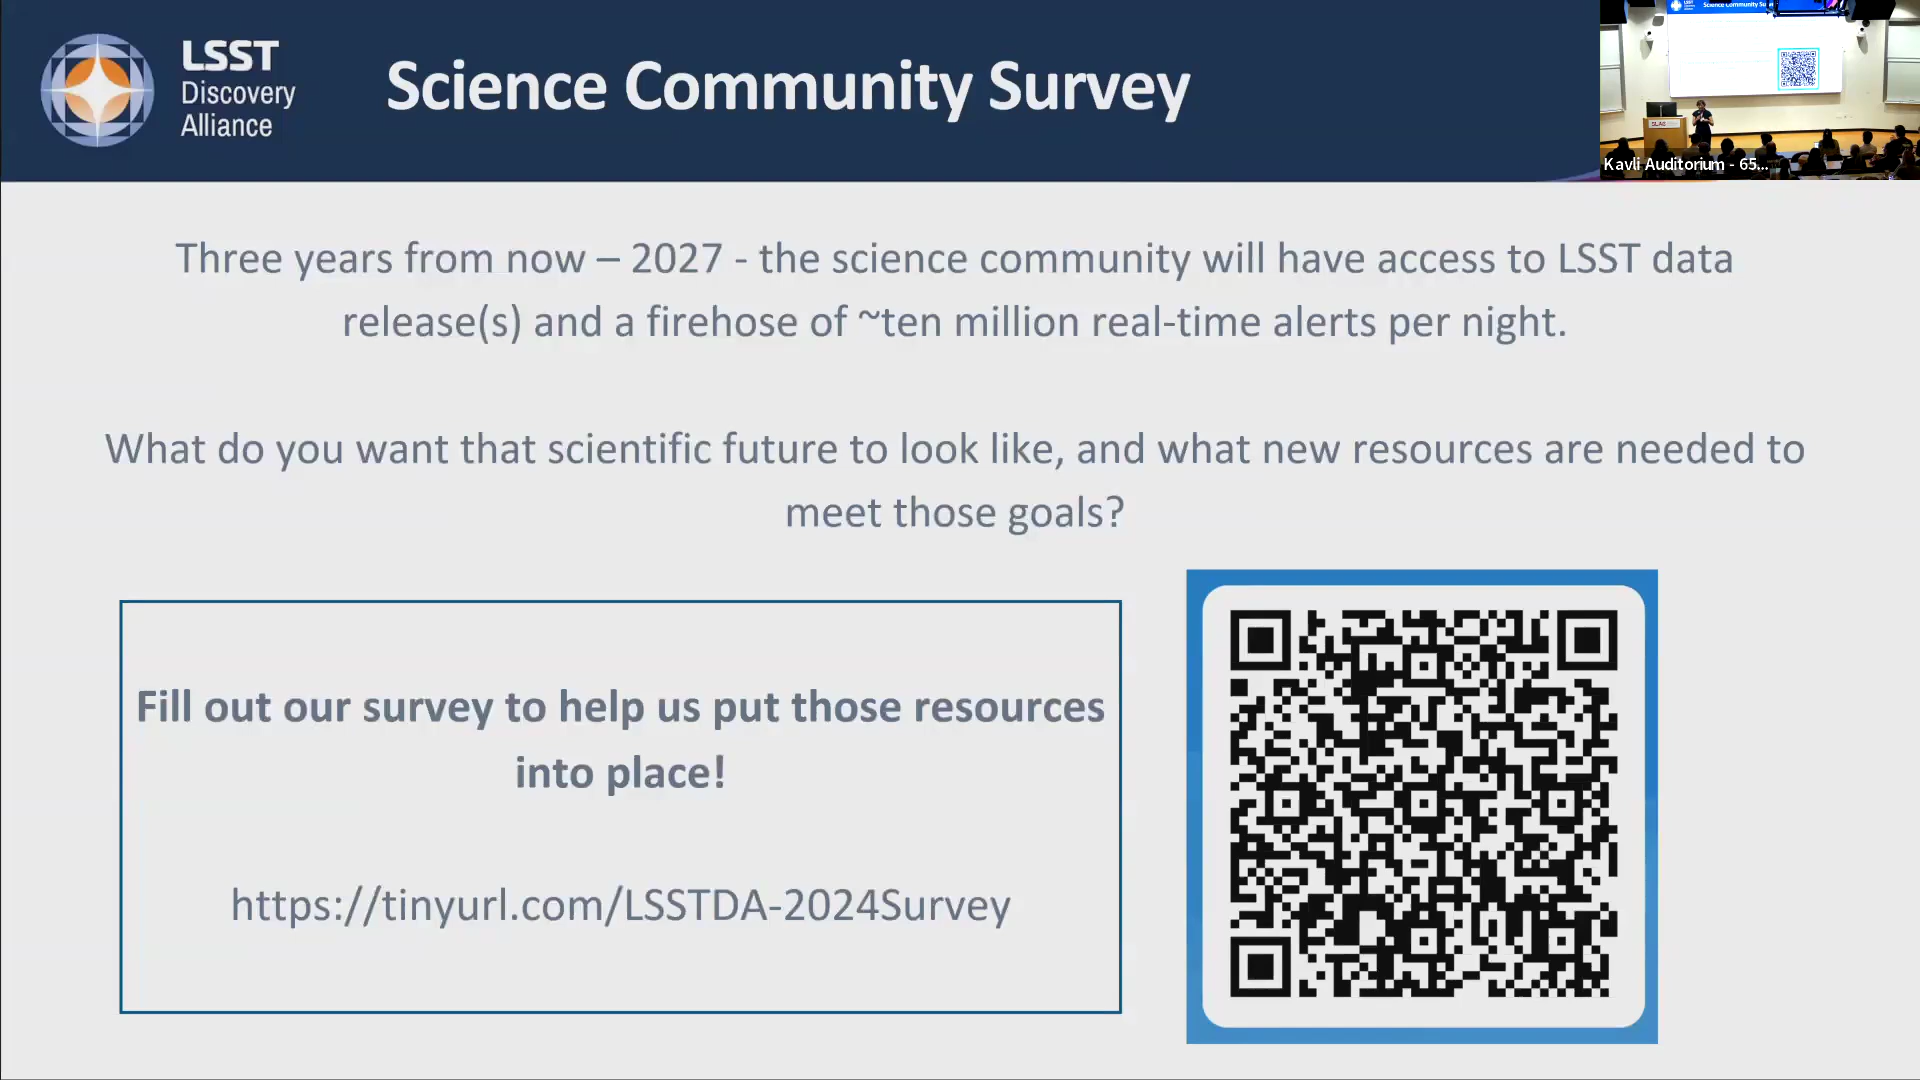 LSST
Discovery
Alliance
Science Community Survey
Three years from now – 2027 - the science community will have access to LSST data
release(s) and a firehose of ~ten million real-time alerts per night.
What do you want that scientific future to look like, and what new resources are needed to
meet those goals?
Fill out our survey to help us put those resources
into place!
https://tinyurl.com/LSSTDA-2024Survey
Kavli Auditorium - 65...